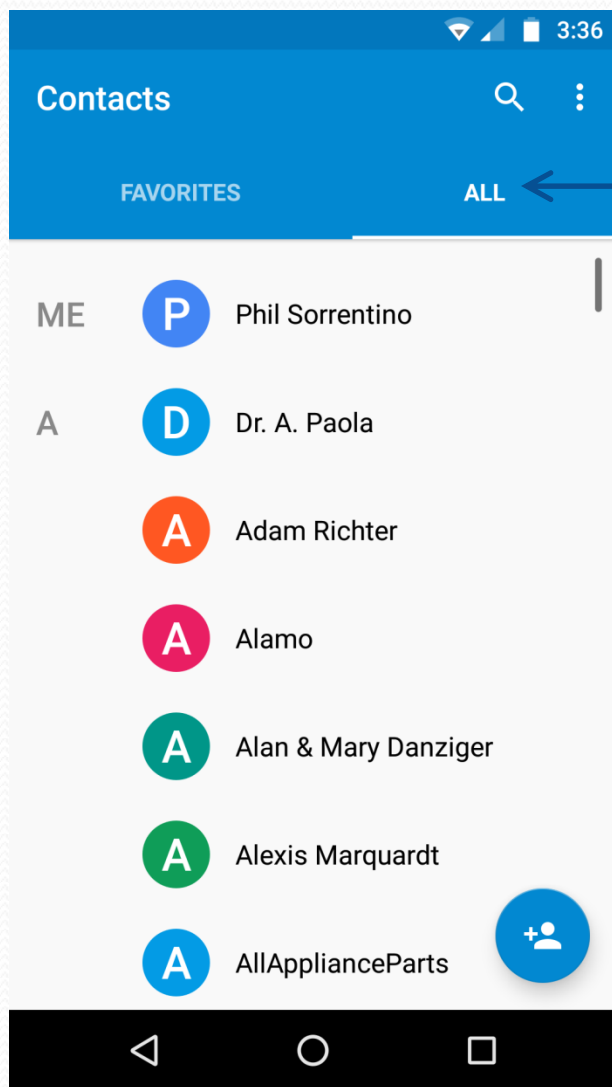 3:36
Contacts
FAVORITES ALL
ME P Phil Sorrentino
A D Dr. A. Paola
A Adam Richter
A Alamo
A Alan & Mary Danziger
A Alexis Marquardt
A AllApplianceParts